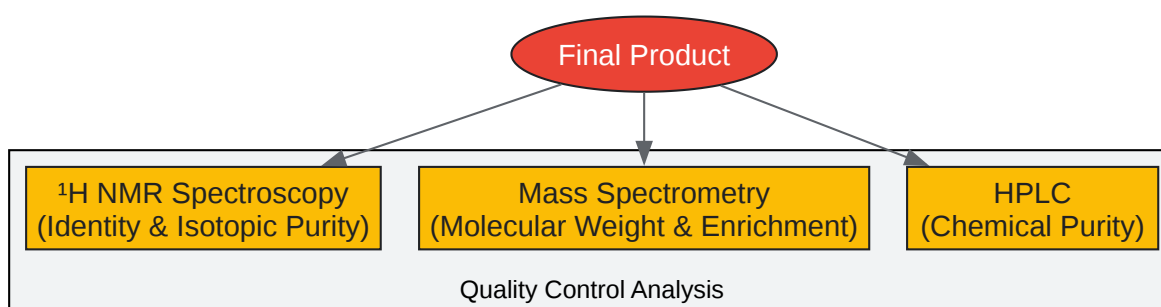 Final Product
¹H NMR Spectroscopy
(Identity & Isotopic Purity)
Mass Spectrometry
(Molecular Weight & Enrichment)
HPLC
(Chemical Purity)
Quality Control Analysis